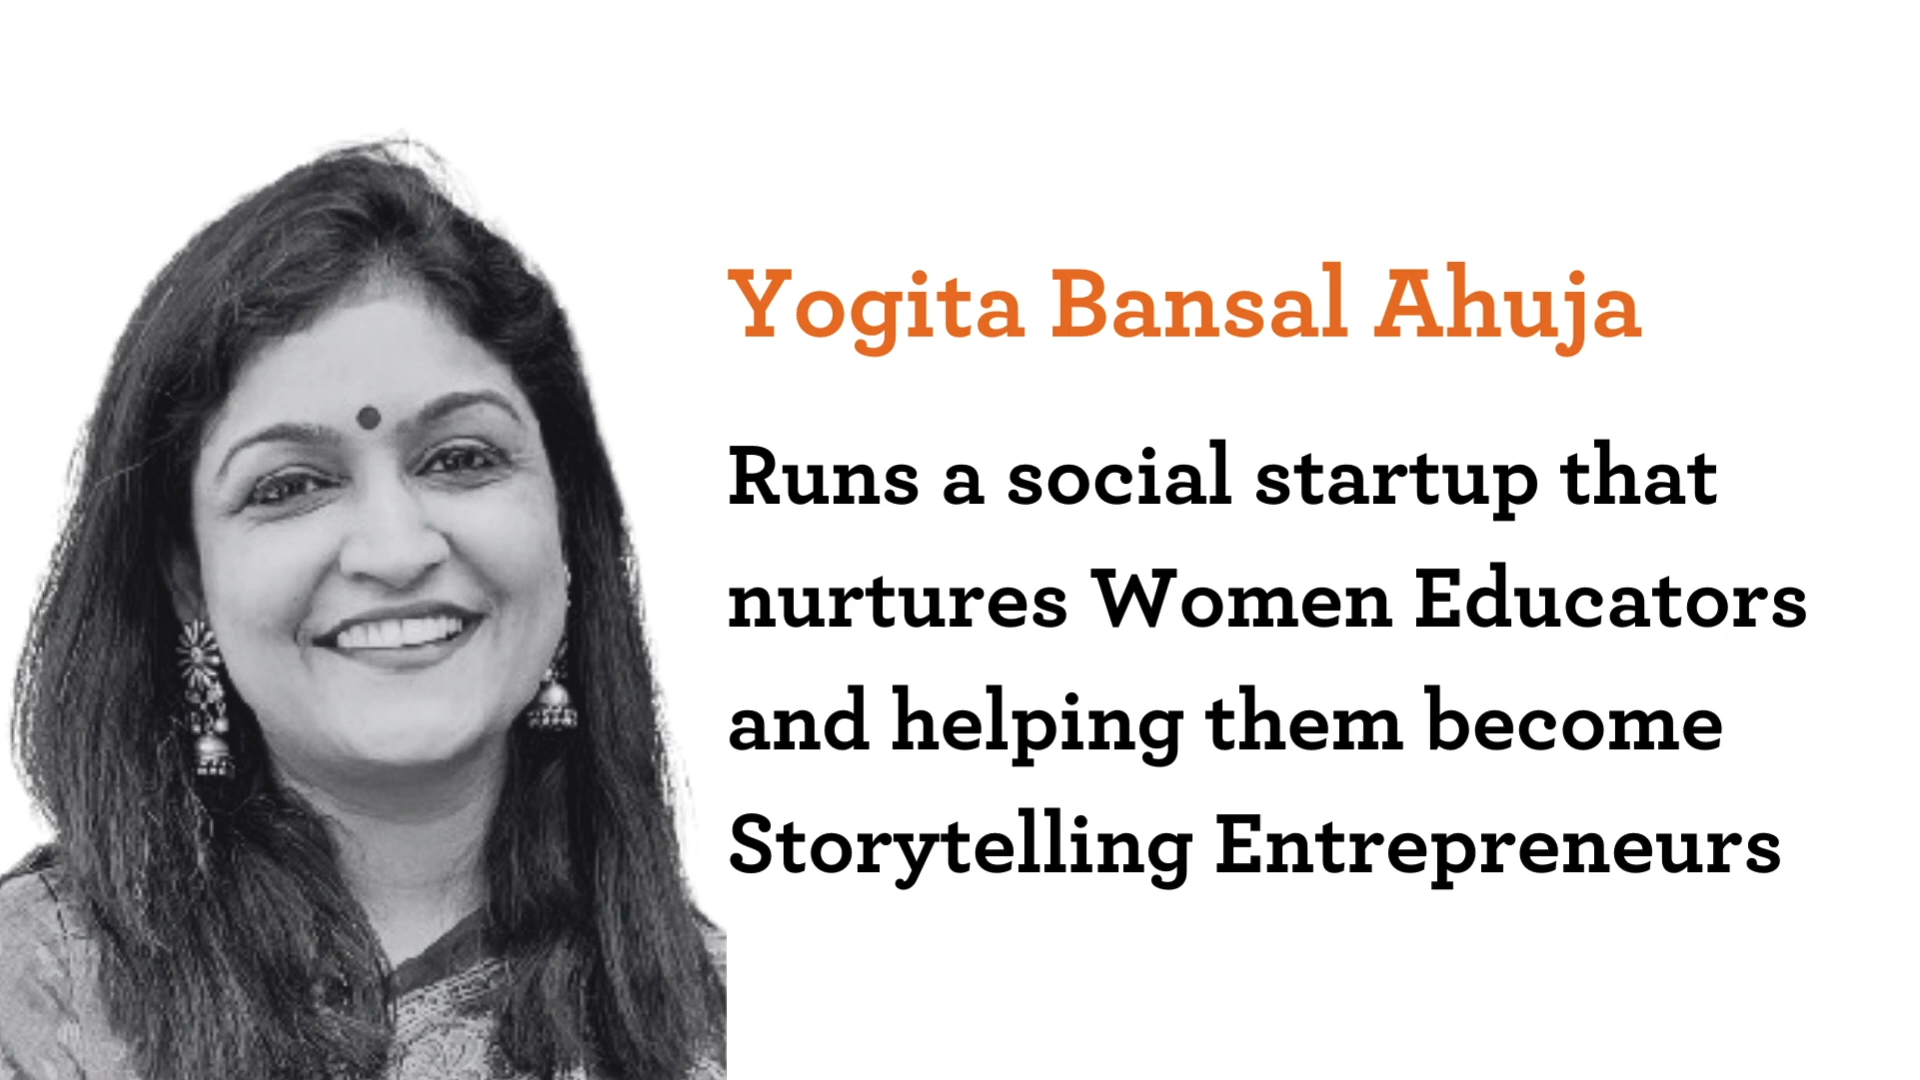 Yogita Bansal Ahuja
Runs a social startup that
nurtures Women Educators
and helping them become
Storytelling Entrepreneurs